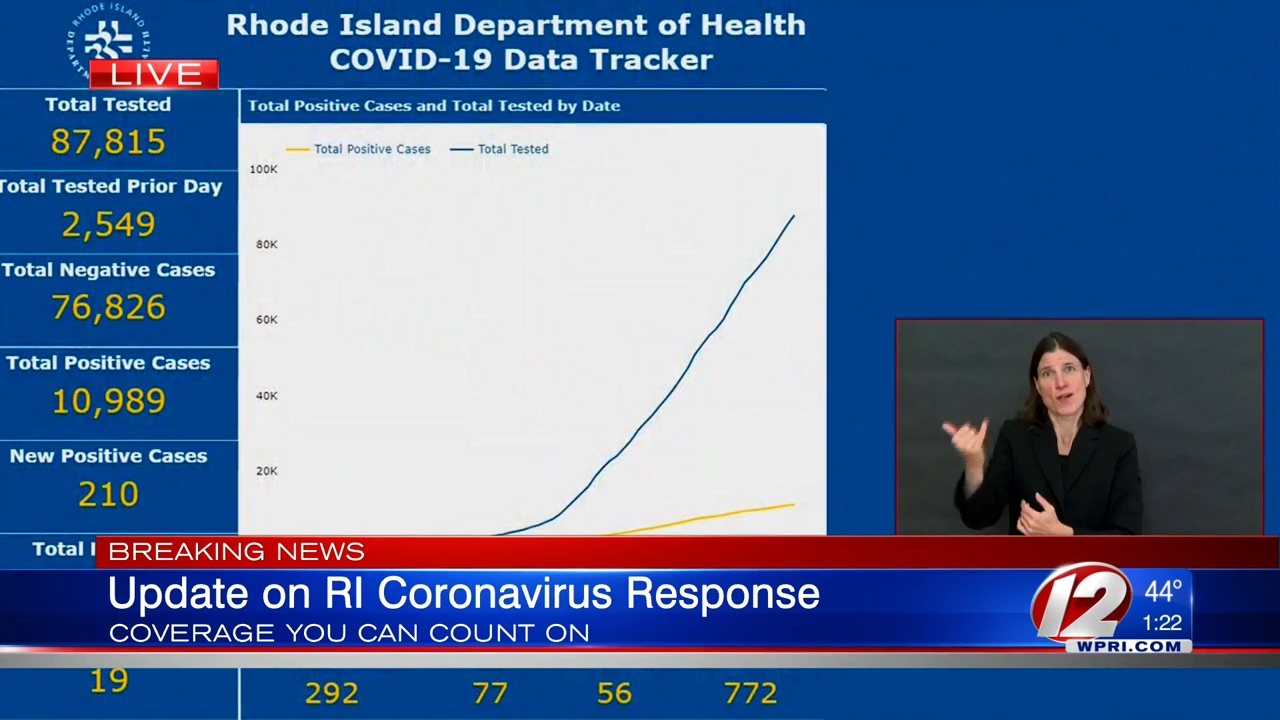 Rhode Island Department of Health
COVID-19 Data Tracker
RHODE ISLAND
LIVE
Total Tested
87,815
Total Tested Prior Day
2,549
Total Negative Cases
76,826
Total Positive Cases
10,989
New Positive Cases
210
Total
19
Total Positive Cases and Total Tested by Date
Total Positive Cases
Total Tested
100K
80K
60K
40K
20K
BREAKING NEWS
Update on RI Coronavirus Response
COVERAGE YOU CAN COUNT ON
12
44°
1:22
WPRI.COM
292 77 56 772